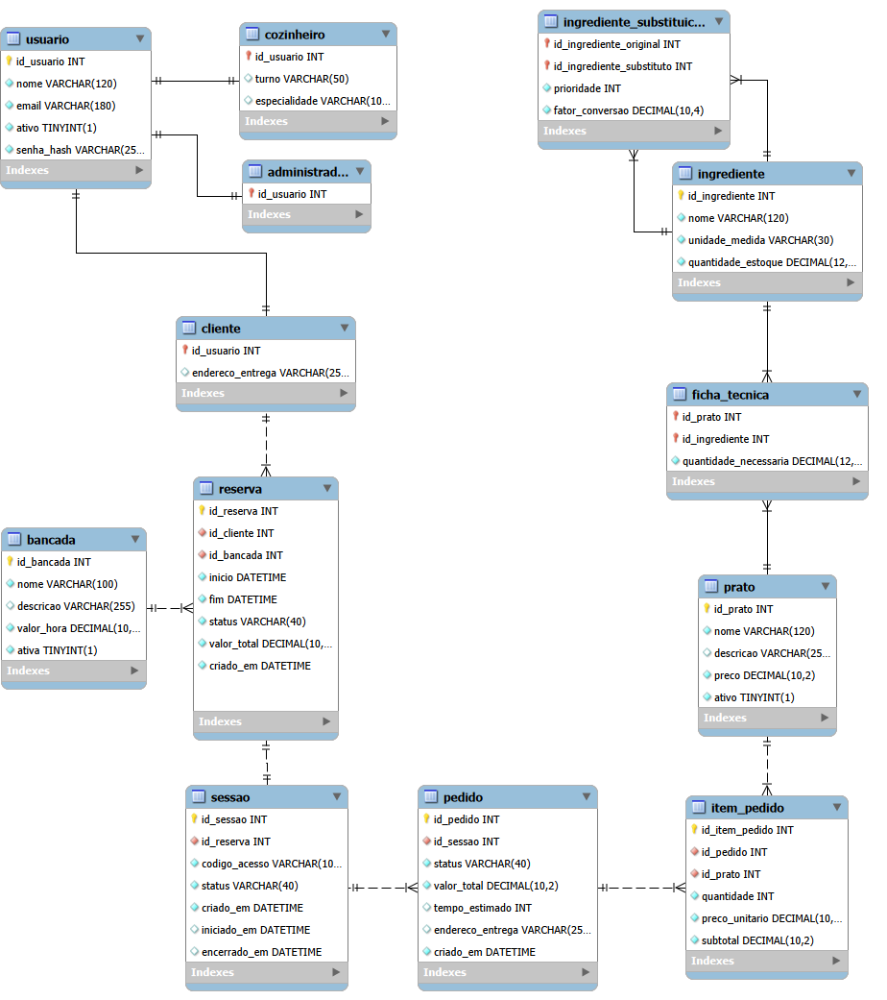 usuario
id_usuario INT
nome VARCHAR(120)
email VARCHAR(180)
ativo TINYINT(1)
senha_hash VARCHAR(25...
Indexes
cozinheiro
id_usuario INT
turno VARCHAR(50)
especialidade VARCHAR(10...
Indexes
administrad...
id_usuario INT
Indexes
ingrediente_substituic...
id_ingrediente_original INT
id_ingrediente_substituto INT
prioridade INT
fator_conversao DECIMAL(10,4)
Indexes
ingrediente
id_ingrediente INT
nome VARCHAR(120)
unidade_medida VARCHAR(30)
quantidade_estoque DECIMAL(12,...
Indexes
cliente
id_usuario INT
endereco_entrega VARCHAR(25...
Indexes
ficha_tecnica
id_prato INT
id_ingrediente INT
quantidade_necessaria DECIMAL(12,...
Indexes
reserva
id_reserva INT
id_cliente INT
id_bancada INT
inicio DATETIME
fim DATETIME
status VARCHAR(40)
valor_total DECIMAL(10,...
criado_em DATETIME
Indexes
bancada
id_bancada INT
nome VARCHAR(100)
descricao VARCHAR(255)
valor_hora DECIMAL(10,...
ativa TINYINT(1)
Indexes
prato
id_prato INT
nome VARCHAR(120)
descricao VARCHAR(25...
preco DECIMAL(10,2)
ativo TINYINT(1)
Indexes
sessao
id_sessao INT
id_reserva INT
codigo_acesso VARCHAR(10...
status VARCHAR(40)
criado_em DATETIME
iniciado_em DATETIME
encerrado_em DATETIME
Indexes
pedido
id_pedido INT
id_sessao INT
status VARCHAR(40)
valor_total DECIMAL(10,2)
tempo_estimado INT
endereco_entrega VARCHAR(25...
criado_em DATETIME
Indexes
item_pedido
id_item_pedido INT
id_pedido INT
id_prato INT
quantidade INT
preco_unitario DECIMAL(10,...
subtotal DECIMAL(10,2)
Indexes